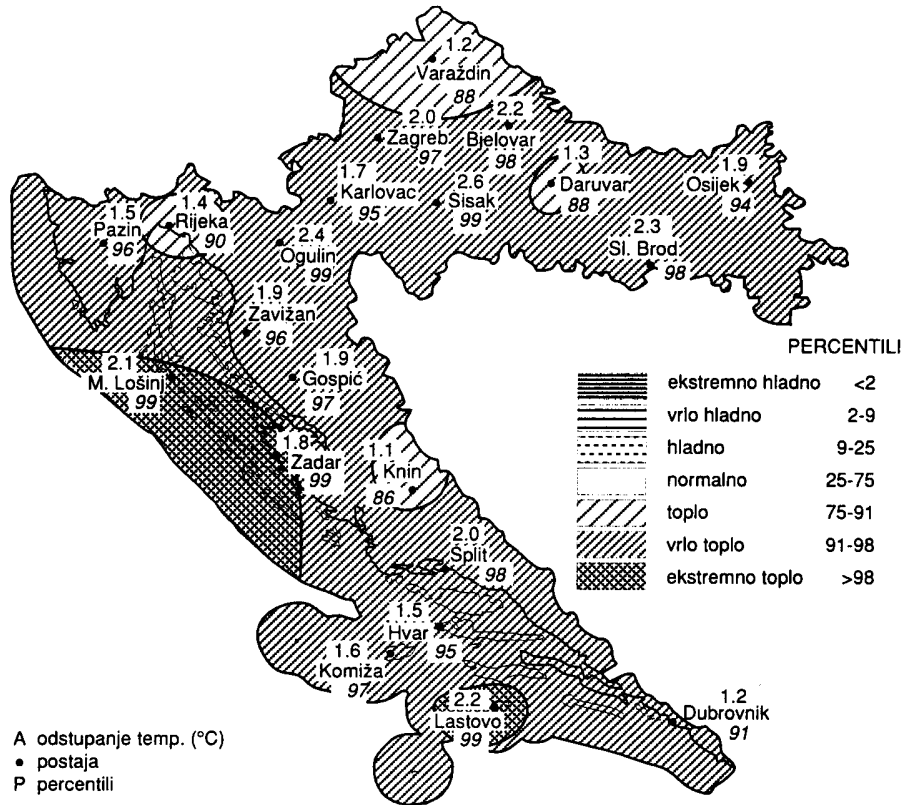 1.2
Varaždin
88
2.0
Zagreb
97
2.2
Bjelovar
98
1.7
Karlovac
95
2.6
Sisak
99
1.3
Daruvar
88
1.9
Osijek
94
2.3
Sl. Brod
98
1.5
Pazin
96
1.4
Rijeka
90
2.4
Ogulin
99
1.9
Zavižan
96
1.9
Gospić
97
2.1
M. Lošinj
99
1.8
Zadar
99
1.1
Knin
86
2.0
Split
98
1.5
Hvar
95
1.6
Komiža
97
2.2
Lastovo
99
1.2
Dubrovnik
91
PERCENTILI
ekstremno hladno <2
vrlo hladno 2-9
hladno 9-25
normalno 25-75
toplo 75-91
vrlo toplo 91-98
ekstremno toplo >98
A odstupanje temp. (°C)
• postaja
P percentili